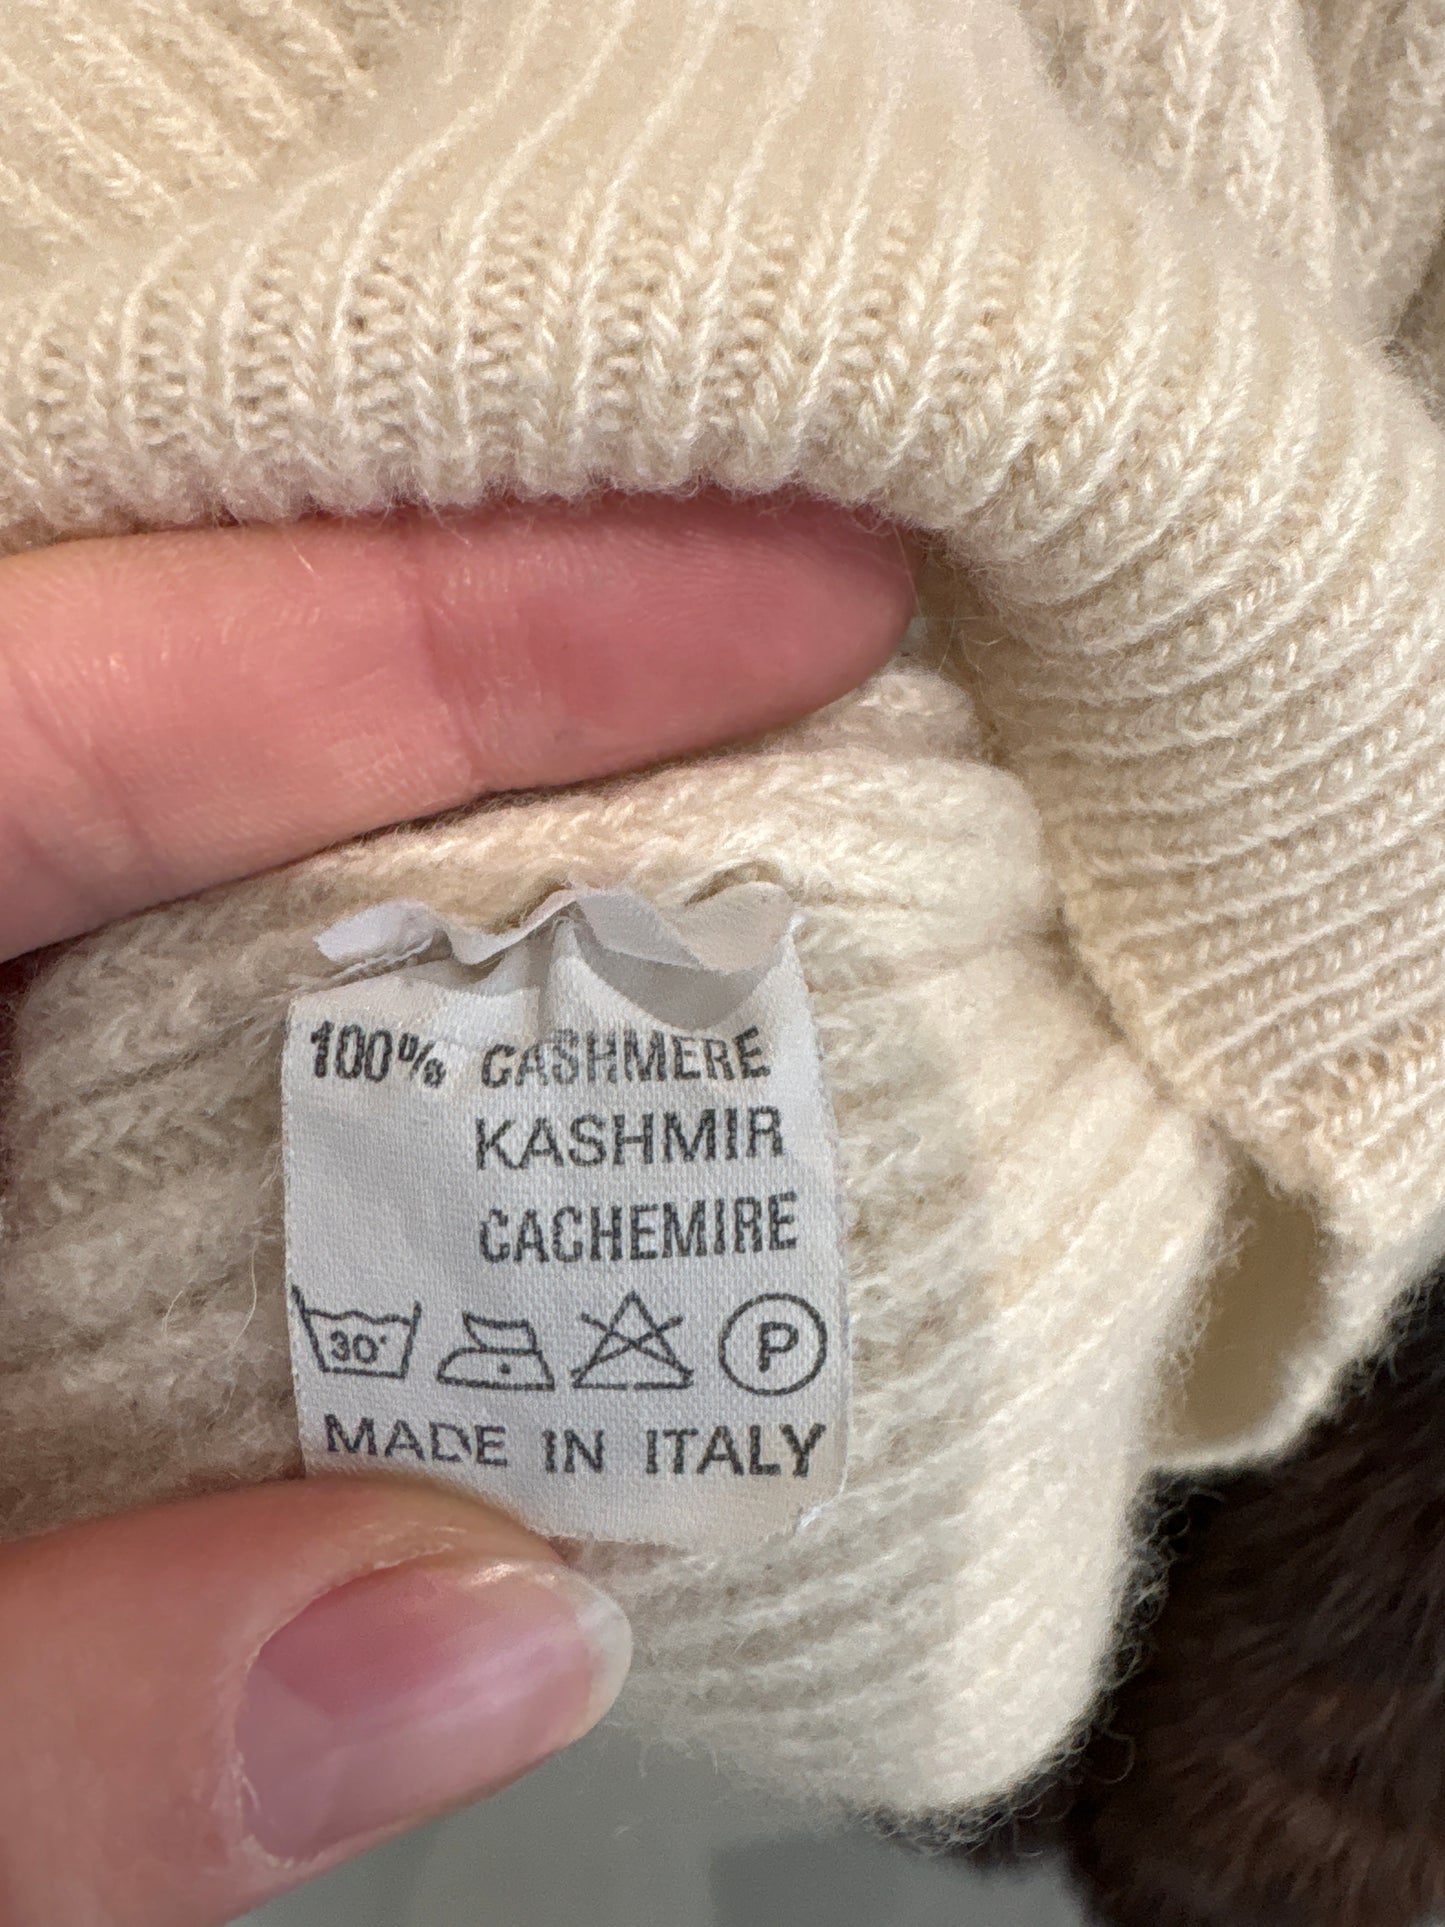 100% CASHMERE
KASHMIR
CACHEMIRE
30°
P
MADE IN ITALY